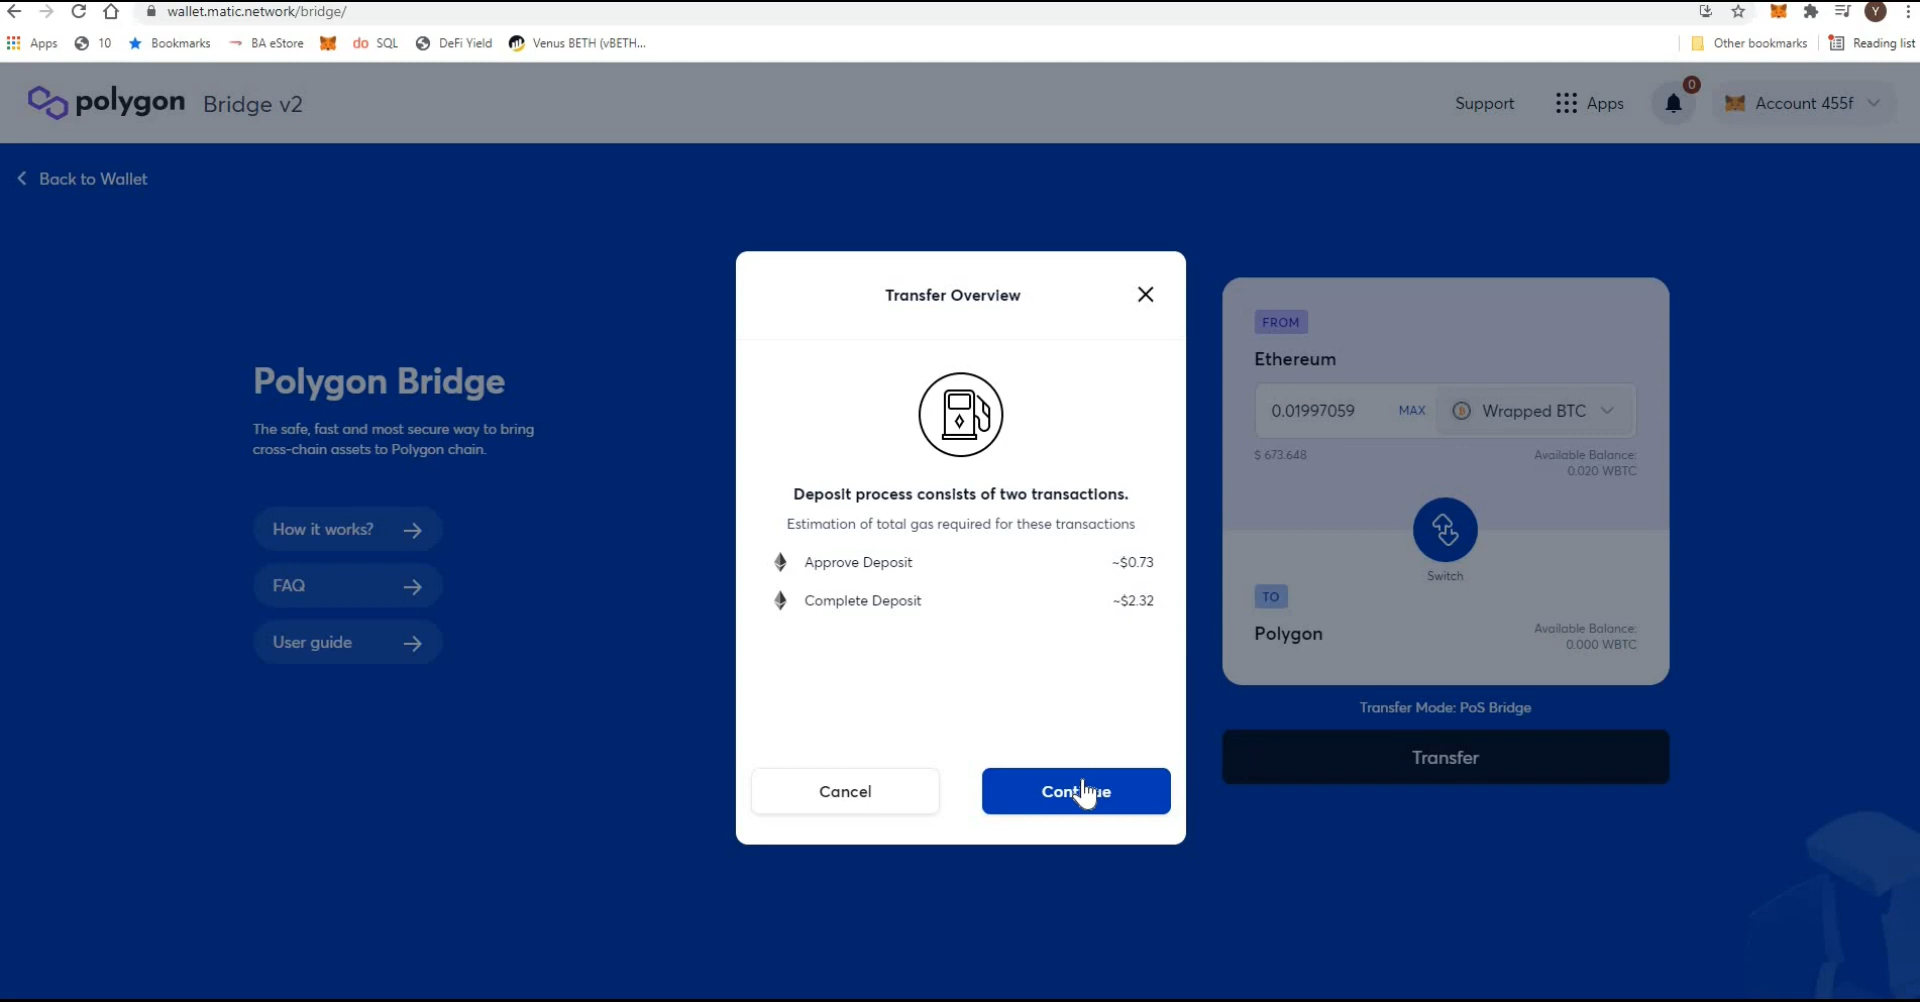 wallet.matic.network/bridge/
Y
Apps
10
Bookmarks
BA eStore
do SQL
DeFi Yield
Venus BETH (vBETH...
Other bookmarks
Reading list
polygon Bridge v2
Support
Apps
0
Account 455f
Back to Wallet
Polygon Bridge
The safe, fast and most secure way to bring
cross-chain assets to Polygon chain.
How it works?
FAQ
User guide
Transfer Overview
Deposit process consists of two transactions.
Estimation of total gas required for these transactions
Approve Deposit ~$0.73
Complete Deposit ~$2.32
Cancel
Continue
FROM
Ethereum
0.01997059 MAX Wrapped BTC
$ 673.648 Available Balance:
0.020 WBTC
Switch
TO
Polygon Available Balance:
0.000 WBTC
Transfer Mode: PoS Bridge
Transfer